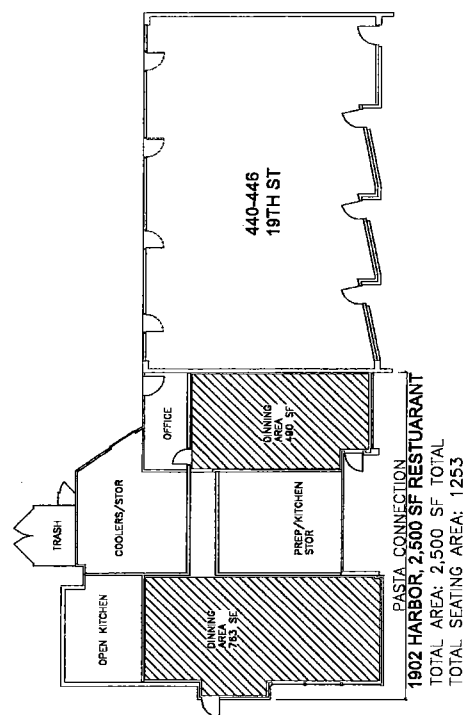 440-446
19TH ST
OFFICE
DINNING
AREA
490 SF
TRASH
COOLERS/STOR
PREP/KITCHEN
STOR
OPEN KITCHEN
DINNING
AREA
763 SF
PASTA CONNECTION
1902 HARBOR, 2,500 SF RESTUARANT
TOTAL AREA: 2,500 SF TOTAL
TOTAL SEATING AREA: 1253